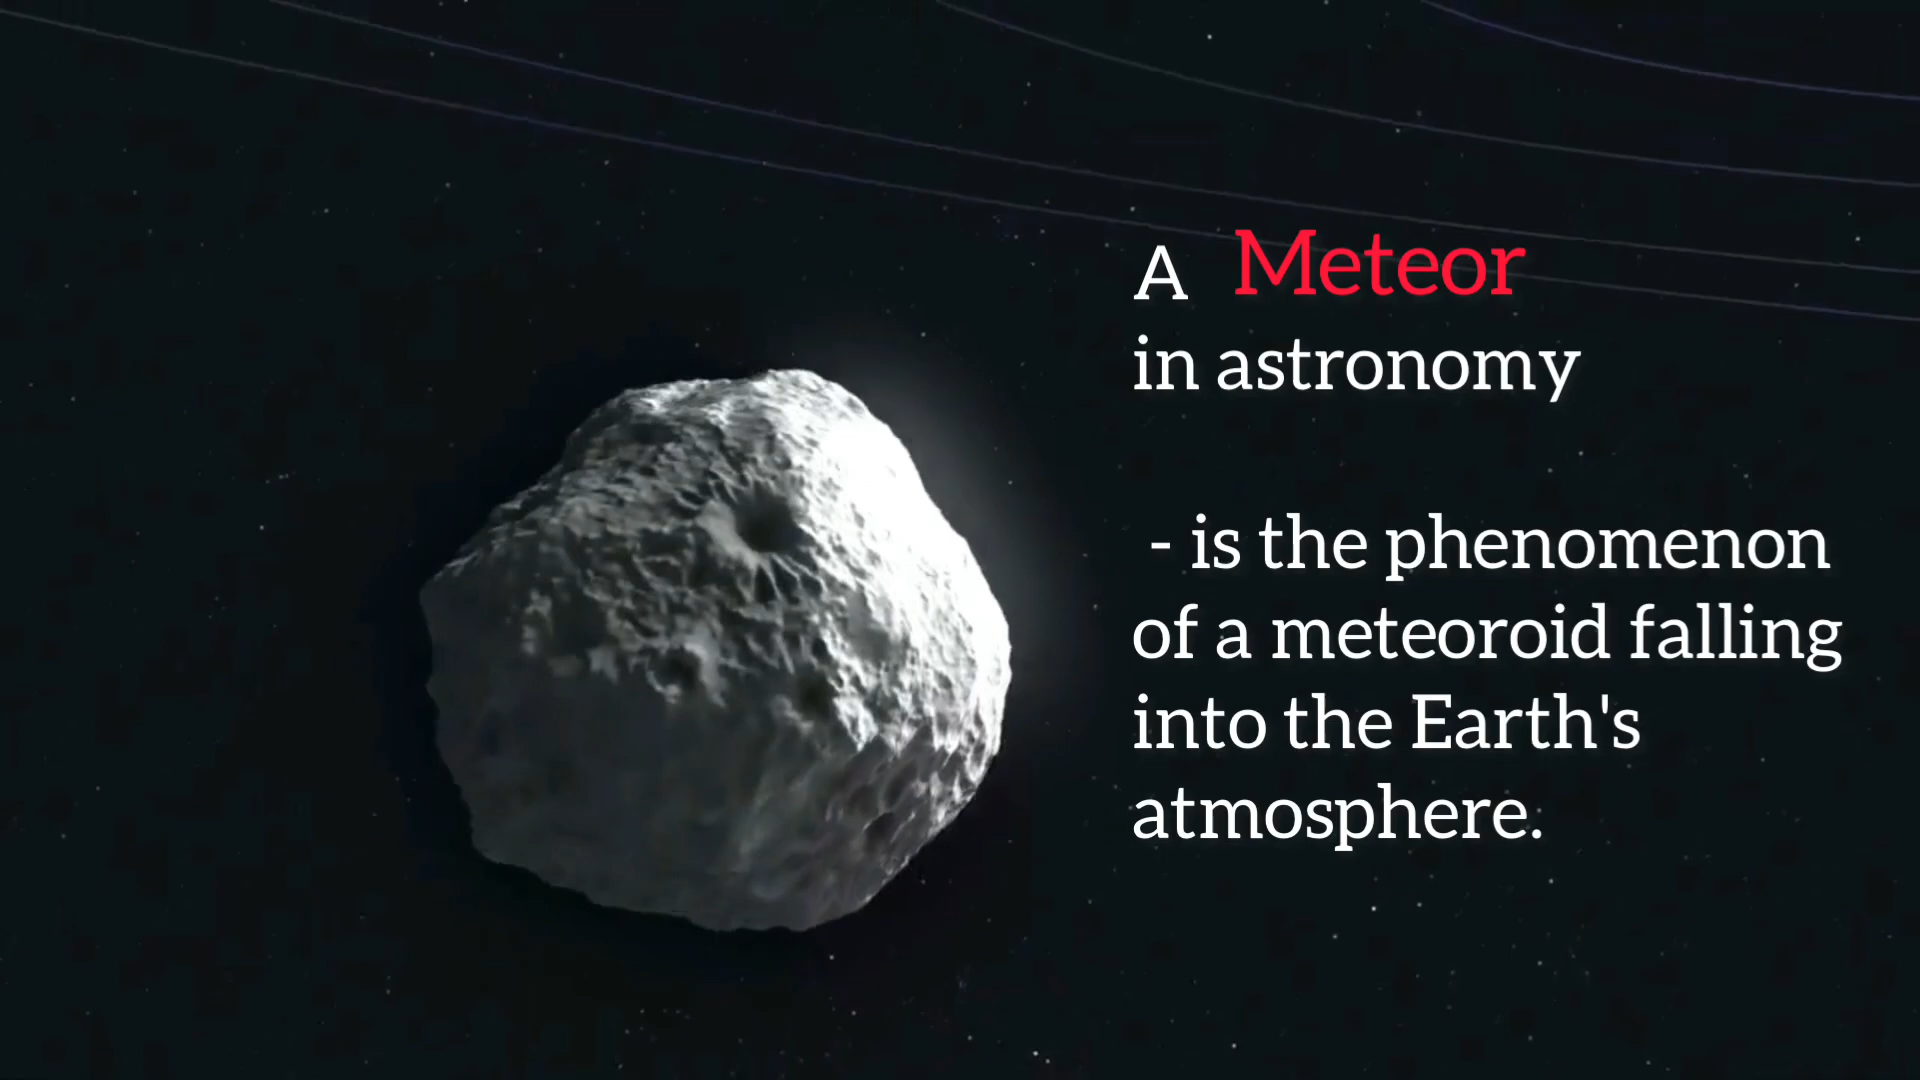 A Meteor
in astronomy
- is the phenomenon
of a meteoroid falling
into the Earth's
atmosphere.